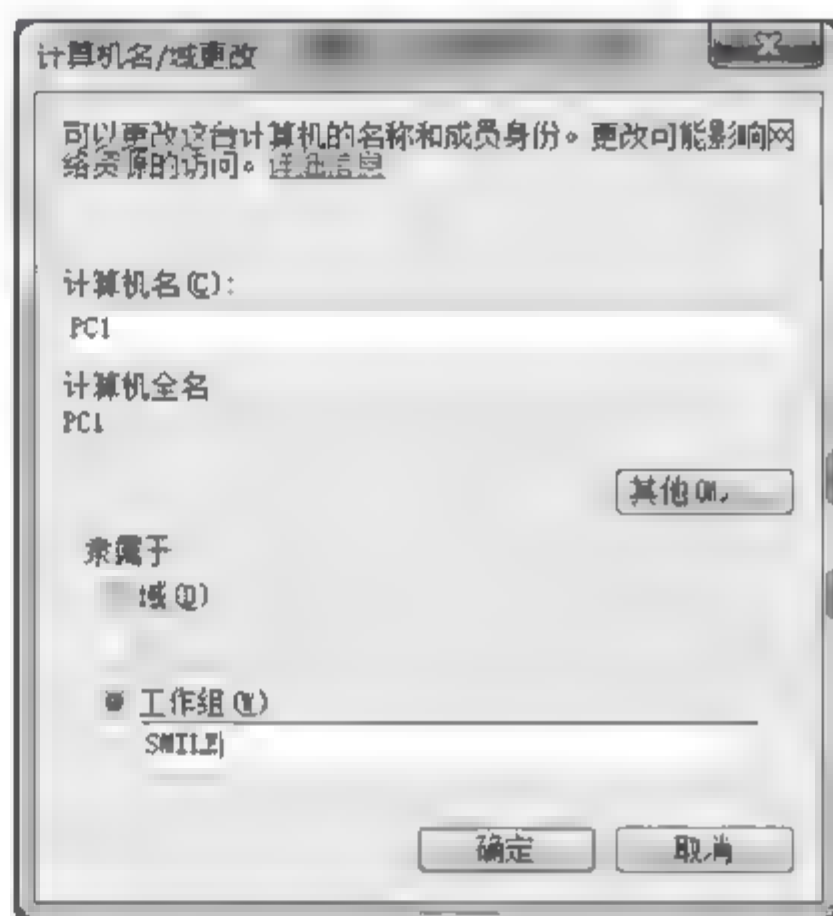 计算机名/域更改
可以更改这台计算机的名称和成员身份。更改可能影响网
络资源的访问。详细信息
计算机名(C):
PC1
计算机全名
PC1
其他(M)
隶属于
域(D)
工作组(W)
SMILE
确定
取消